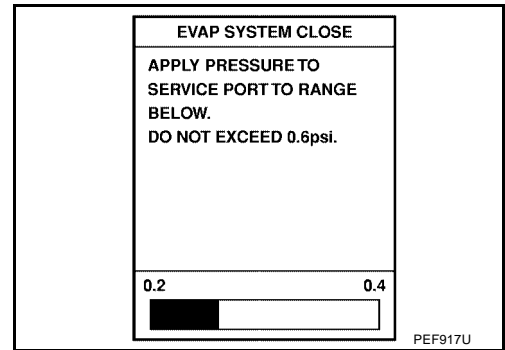 EVAP SYSTEM CLOSE
APPLY PRESSURE TO
SERVICE PORT TO RANGE
BELOW.
DO NOT EXCEED 0.6psi.
0.2 0.4
PEF917U